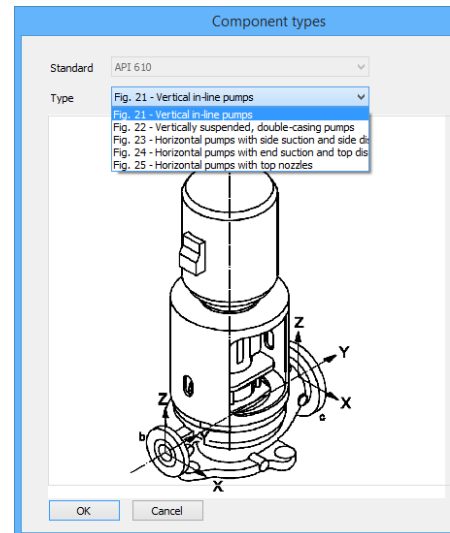 Component types
Standard API 610
Type Fig. 21 - Vertical in-line pumps
Fig. 21 - Vertical in-line pumps
Fig. 22 - Vertically suspended, double-casing pumps
Fig. 23 - Horizontal pumps with side suction and side dis
Fig. 24 - Horizontal pumps with end suction and top dis
Fig. 25 - Horizontal pumps with top nozzles
Z
Y
X
c
Z
b
Y
X
OK Cancel